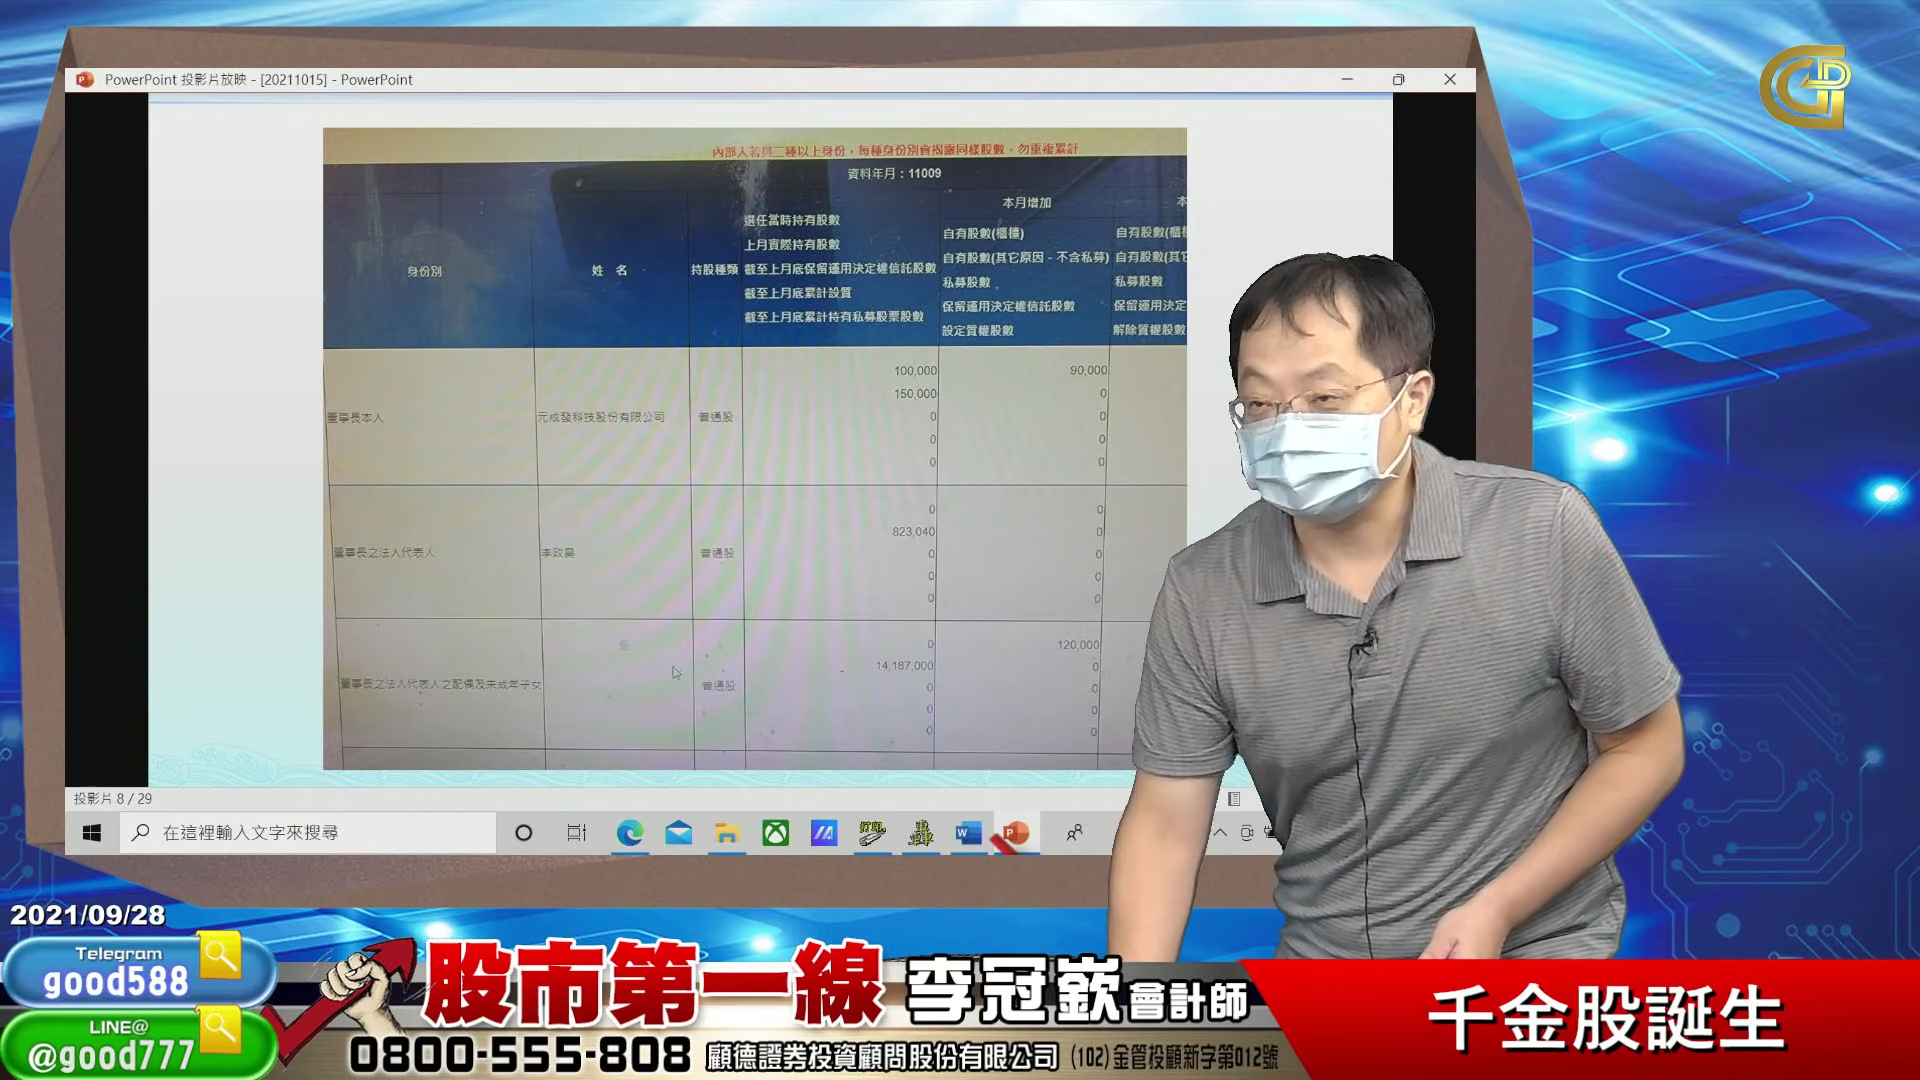 PowerPoint 投影片放映 - [20211015] - PowerPoint
內部人若具二種以上身份，每種身份別會揭露同樣股數，勿重複累計
資料年月：11009
身份別
姓 名
持股種類
選任當時持有股數
上月實際持有股數
截至上月底保留運用決定權信託股數
截至上月底累計設質
截至上月底累計持有私募股票股數
本月增加
自有股數(集中市場)
自有股數(其它原因－不含私募)
私募股數
保留運用決定權信託股數
設定質權股數
本
自有股數(
自有股數(其它
私募股數
保留運用決定
解除質權股數
董事長本人
元成發科技股份有限公司
普通股
100,000
150,000
0
0
0
90,000
0
0
0
0
董事長之法人代表人
李政昊
普通股
0
823,040
0
0
0
0
0
0
0
0
董事長之法人代表人之配偶及未成年子女
普通股
0
14,187,000
0
0
0
120,000
0
0
0
0
投影片 8 / 29
在這裡輸入文字來搜尋
打印
2021/09/28
Telegram
good588
LINE@
@good777
股市第一線
李冠嶔會計師
0800-555-808
顧德證券投資顧問股份有限公司
(102)金管投顧新字第012號
千金股誕生